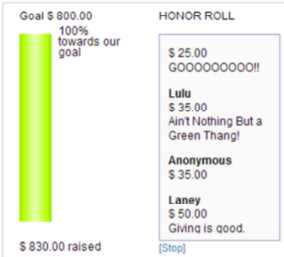 Goal $ 800.00
100%
towards our
goal
$ 830.00 raised
HONOR ROLL
$ 25.00
GOOOOOOOOO!!
Lulu
$ 35.00
Ain't Nothing But a
Green Thang!
Anonymous
$ 35.00
Laney
$ 50.00
Giving is good.
[Stop]